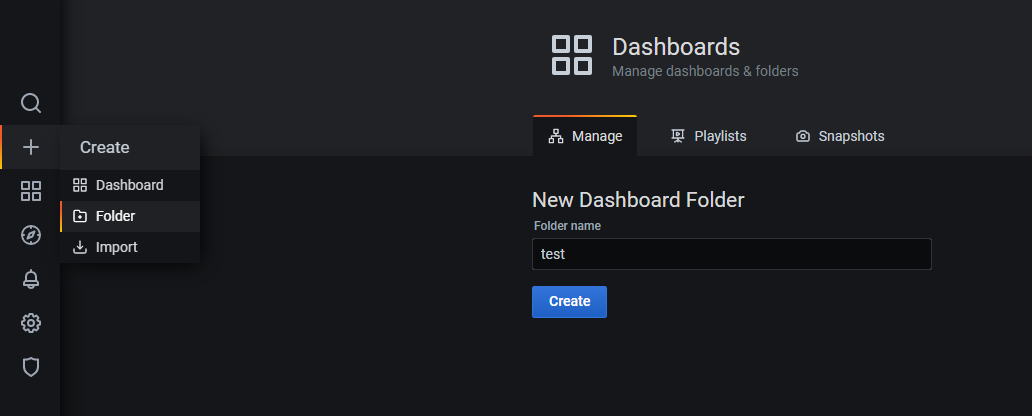 Dashboards
Manage dashboards & folders
Manage
Playlists
Snapshots
Create
Dashboard
Folder
Import
New Dashboard Folder
Folder name
test
Create